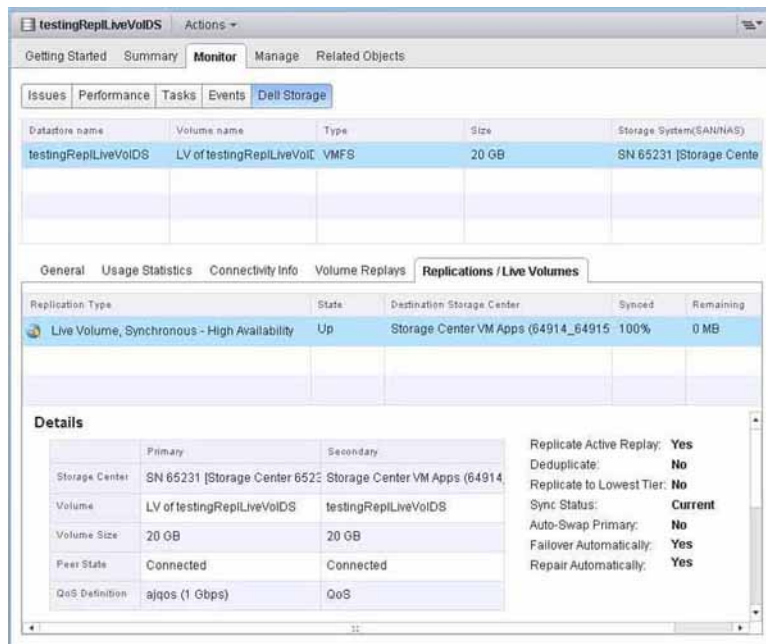 testingReplLiveVolDS Actions
Getting Started Summary Monitor Manage Related Objects
Issues Performance Tasks Events Dell Storage
Datastore name Volume name Type Size Storage System(SAN/NAS)
testingReplLiveVolDS LV of testingReplLiveVolD VMFS 20 GB SN 65231 [Storage Cente
General Usage Statistics Connectivity Info Volume Replays Replications / Live Volumes
Replication Type State Destination Storage Center Synced Remaining
Live Volume, Synchronous - High Availability Up Storage Center VM Apps (64914_64915 100% 0 MB
Details
Primary Secondary
Storage Center SN 65231 [Storage Center 6523 Storage Center VM Apps (64914_
Volume LV of testingReplLiveVolDS testingReplLiveVolDS
Volume Size 20 GB 20 GB
Peer State Connected Connected
QoS Definition ajqos (1 Gbps) QoS
Replicate Active Replay: Yes
Deduplicate: No
Replicate to Lowest Tier: No
Sync Status: Current
Auto-Swap Primary: No
Failover Automatically: Yes
Repair Automatically: Yes